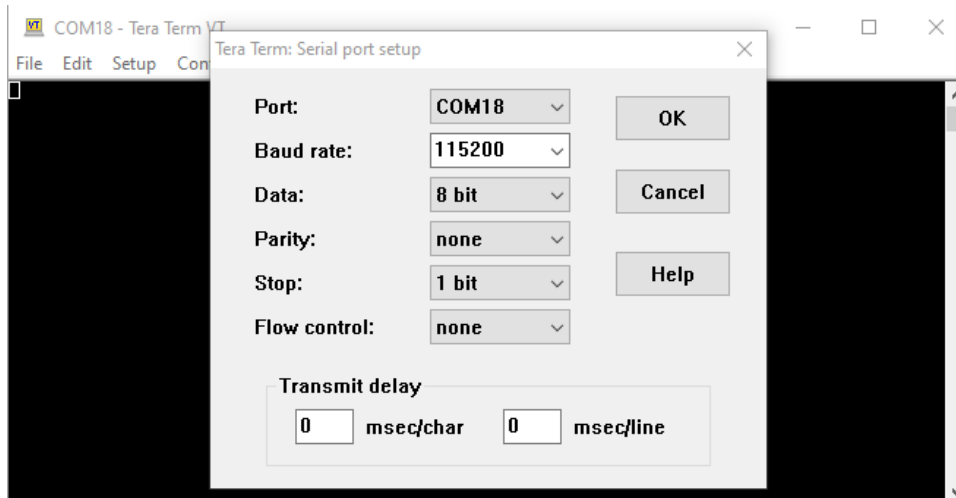 VT COM18 - Tera Term VT
File Edit Setup Con
Tera Term: Serial port setup
Port: COM18
OK
Baud rate: 115200
Data: 8 bit
Cancel
Parity: none
Stop: 1 bit
Help
Flow control: none
Transmit delay
0 msec/char 0 msec/line